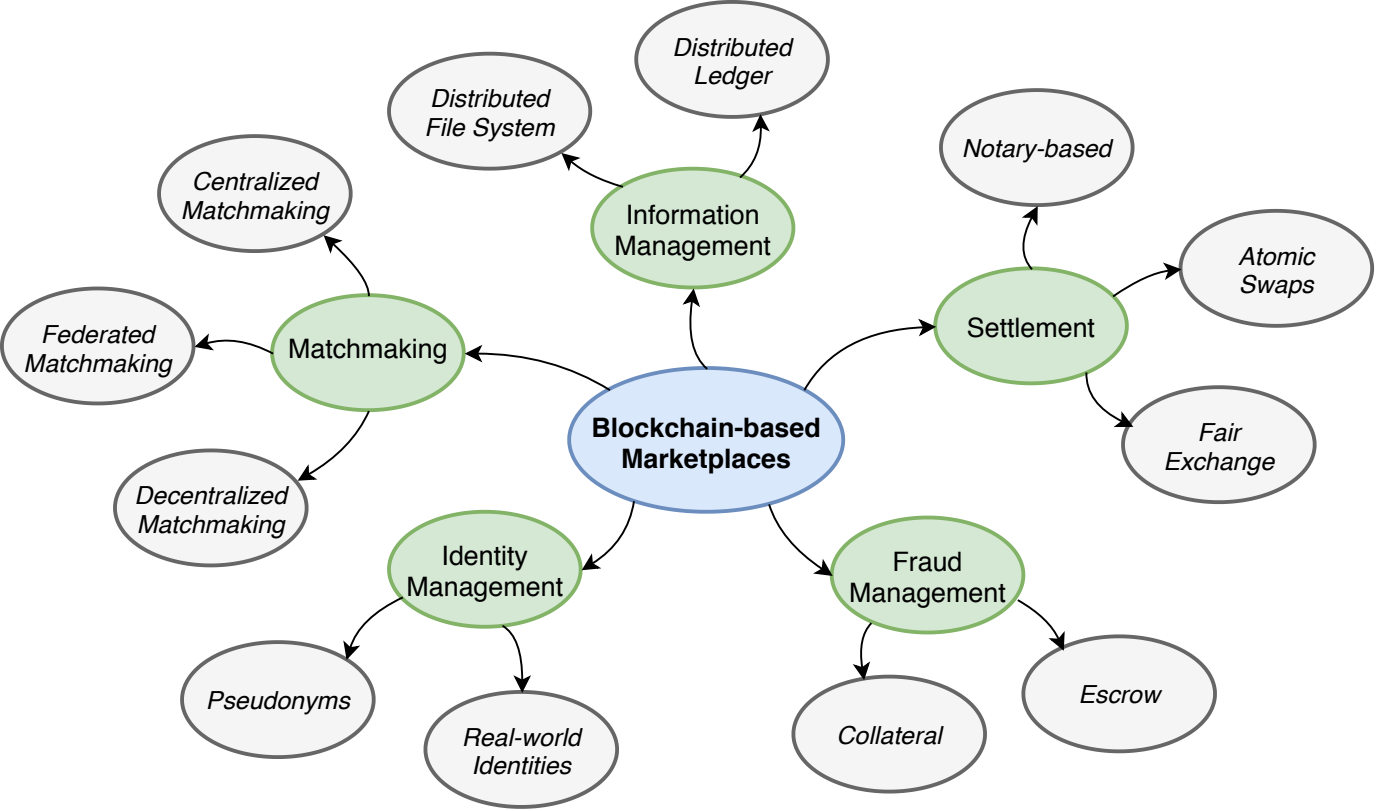 Distributed
Ledger
Distributed
File System
Notary-based
Centralized
Matchmaking
Information
Management
Atomic
Swaps
Federated
Matchmaking
Matchmaking
Settlement
Blockchain-based
Marketplaces
Fair
Exchange
Decentralized
Matchmaking
Identity
Management
Fraud
Management
Pseudonyms
Real-world
Identities
Collateral
Escrow